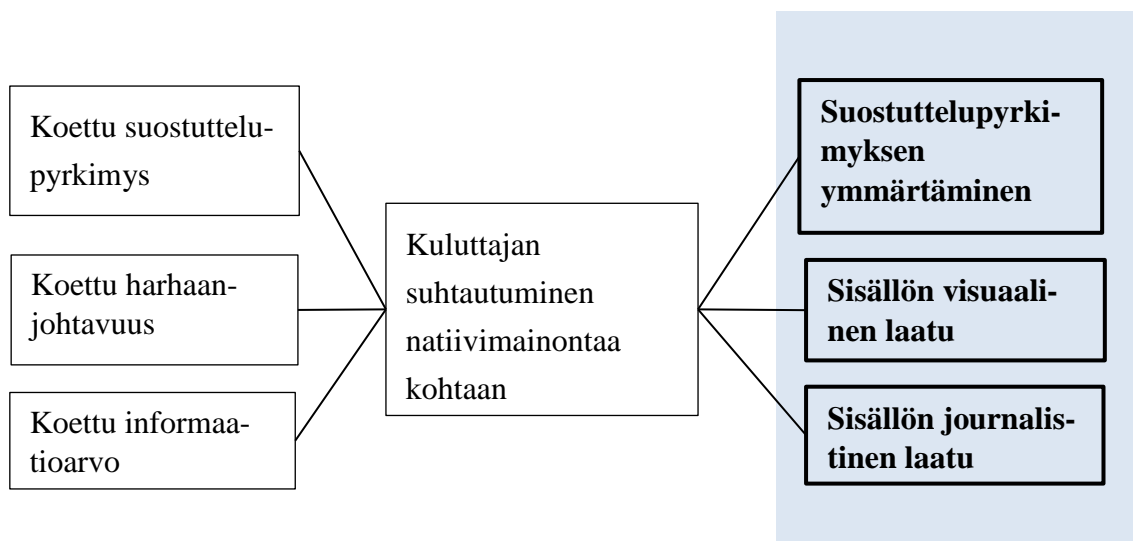 Koettu suostuttelu-
pyrkimys
Koettu harhaan-
johtavuus
Koettu informaa-
tioarvo
Kuluttajan
suhtautuminen
natiivimainontaa
kohtaan
Suostuttelupyrki-
myksen
ymmärtäminen
Sisällön visuaali-
nen laatu
Sisällön journalis-
tinen laatu